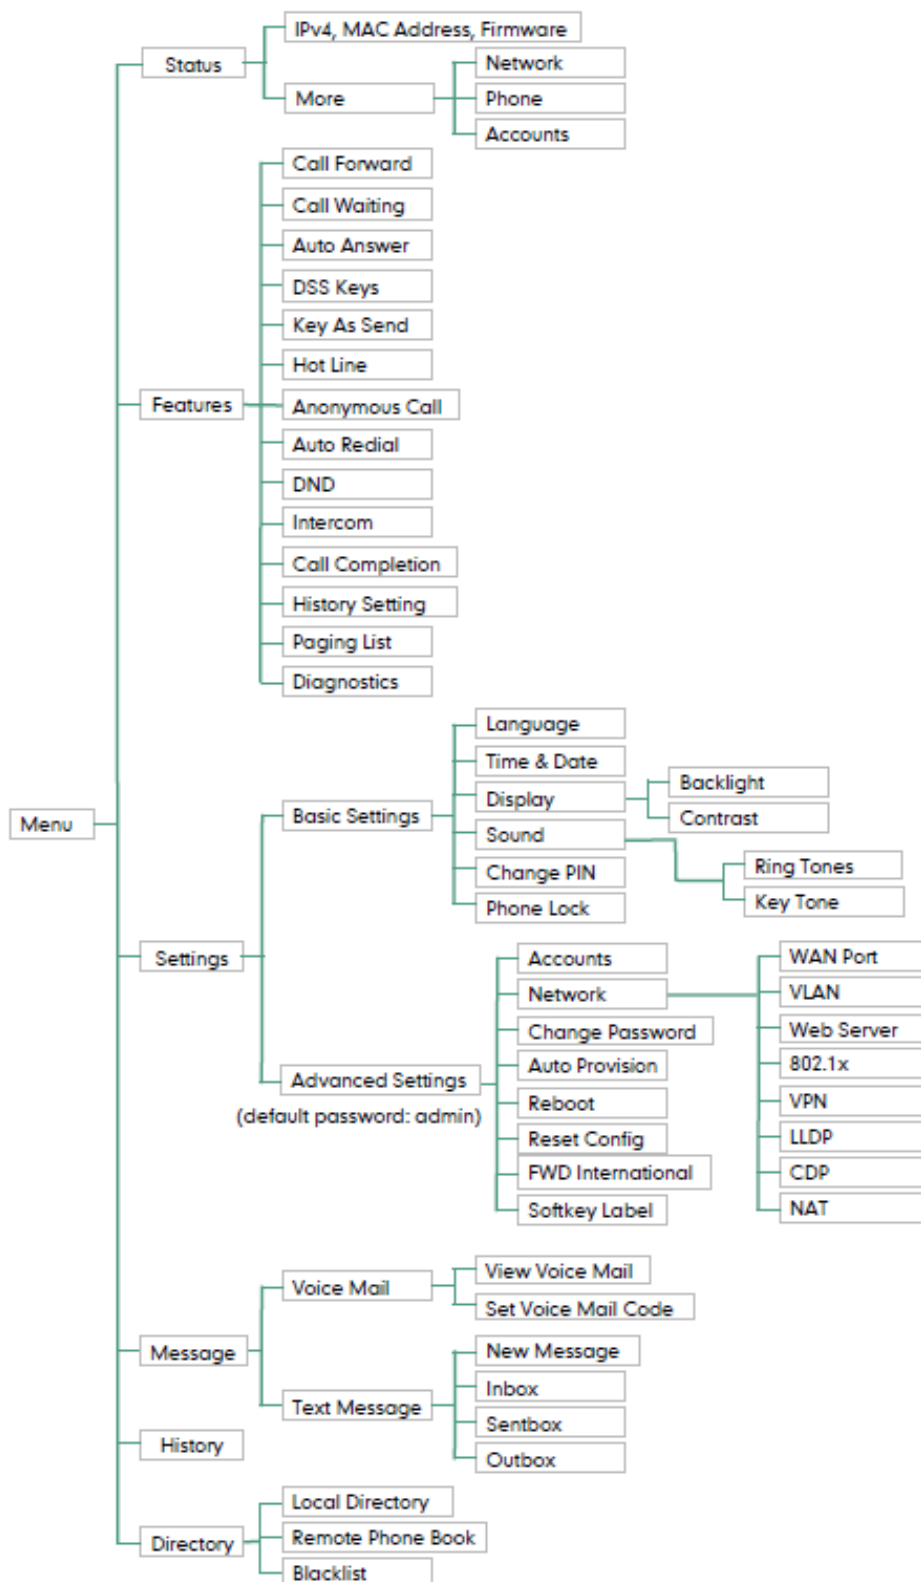 IPv4, MAC Address, Firmware
Status
Network
More
Phone
Accounts
Call Forward
Call Waiting
Auto Answer
DSS Keys
Key As Send
Hot Line
Features
Anonymous Call
Auto Redial
DND
Intercom
Call Completion
History Setting
Paging List
Diagnostics
Language
Time & Date
Backlight
Display
Basic Settings
Contrast
Menu
Sound
Ring Tones
Change PIN
Key Tone
Phone Lock
Settings
Accounts
WAN Port
Network
VLAN
Change Password
Web Server
Auto Provision
802.1x
Advanced Settings
(default password: admin)
Reboot
VPN
Reset Config
LLDP
FWD International
CDP
Softkey Label
NAT
View Voice Mail
Voice Mail
Set Voice Mail Code
Message
New Message
Inbox
Text Message
Sentbox
History
Outbox
Local Directory
Directory
Remote Phone Book
Blacklist